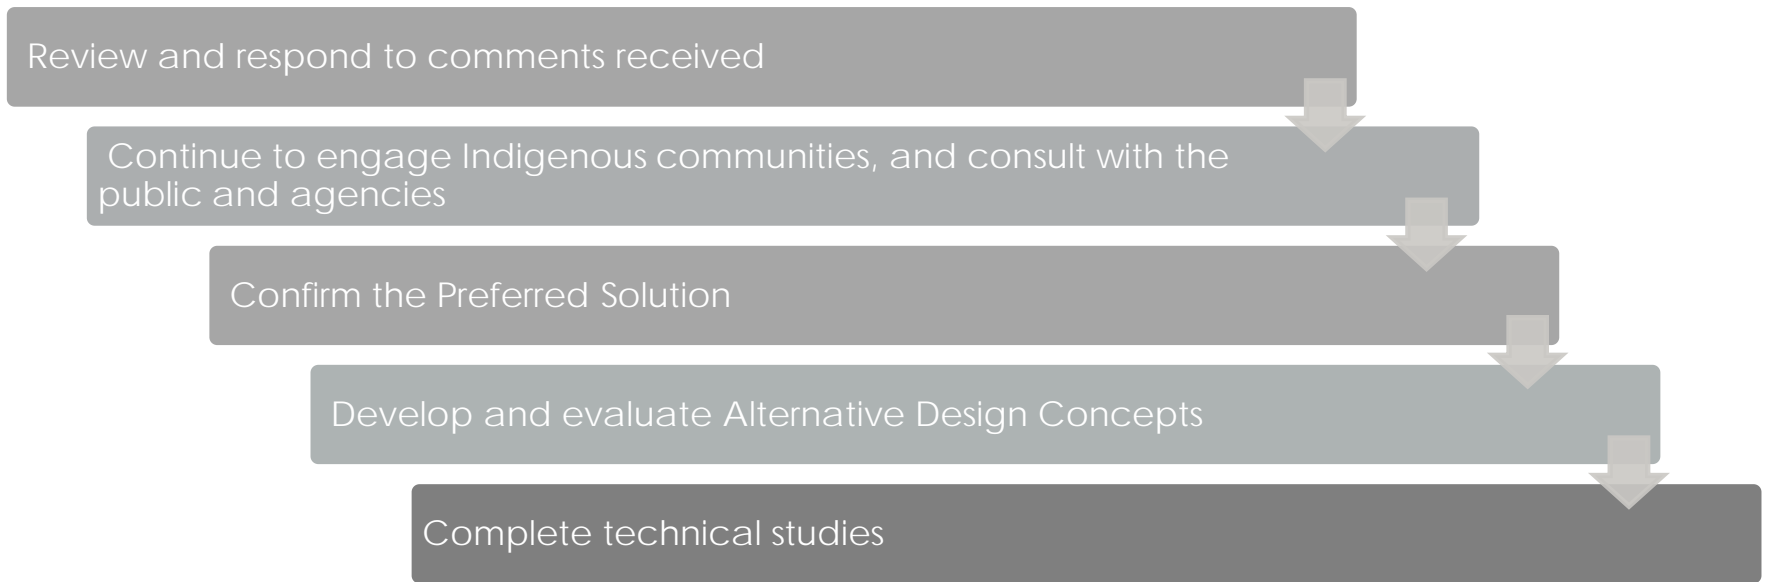 Review and respond to comments received
Continue to engage Indigenous communities, and consult with the
public and agencies
Confirm the Preferred Solution
Develop and evaluate Alternative Design Concepts
Complete technical studies